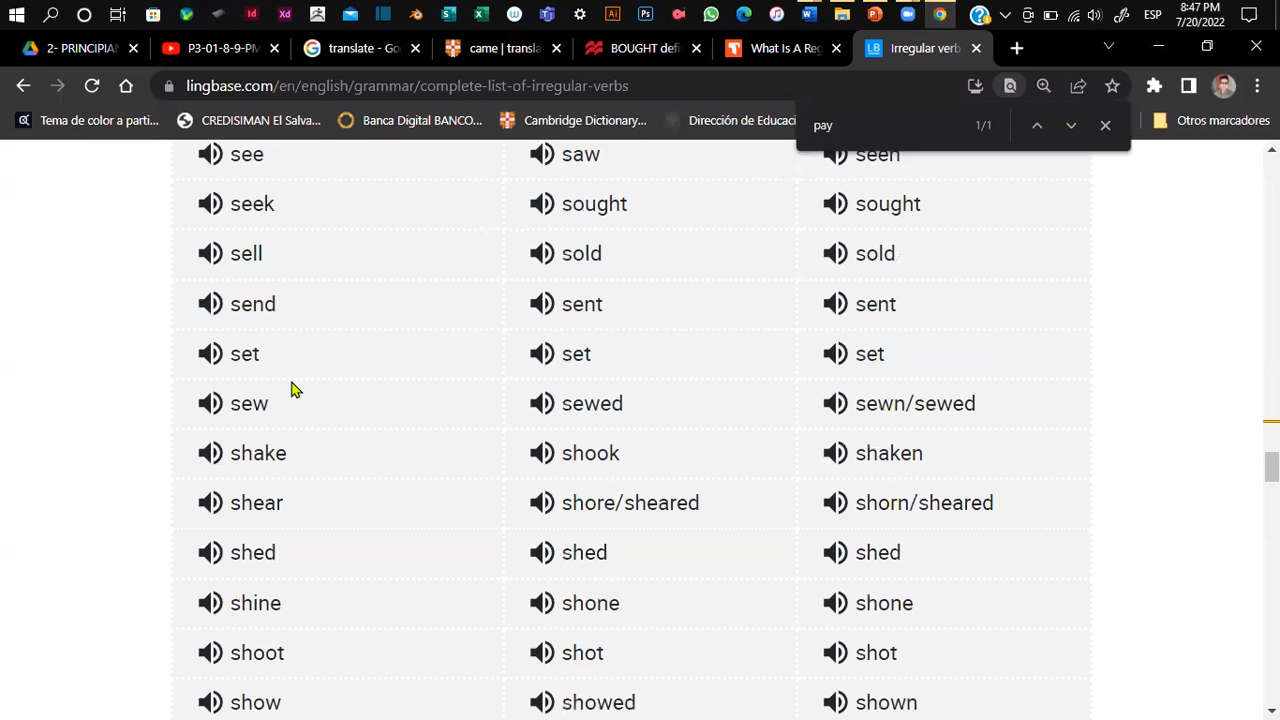 ESP
8:47 PM
7/20/2022
2- PRINCIPIAN
P3-01-8-9-PM
translate - Goo
came | transla
BOUGHT defi
What Is A Reg
Irregular verbs
lingbase.com/en/english/grammar/complete-list-of-irregular-verbs
Tema de color a parti...
CREDISIMAN El Salva...
Banca Digital BANCO...
Cambridge Dictionary...
Dirección de Educaci
Otros marcadores
pay
1/1
see saw seen
seek sought sought
sell sold sold
send sent sent
set set set
sew sewed sewn/sewed
shake shook shaken
shear shore/sheared shorn/sheared
shed shed shed
shine shone shone
shoot shot shot
show showed shown